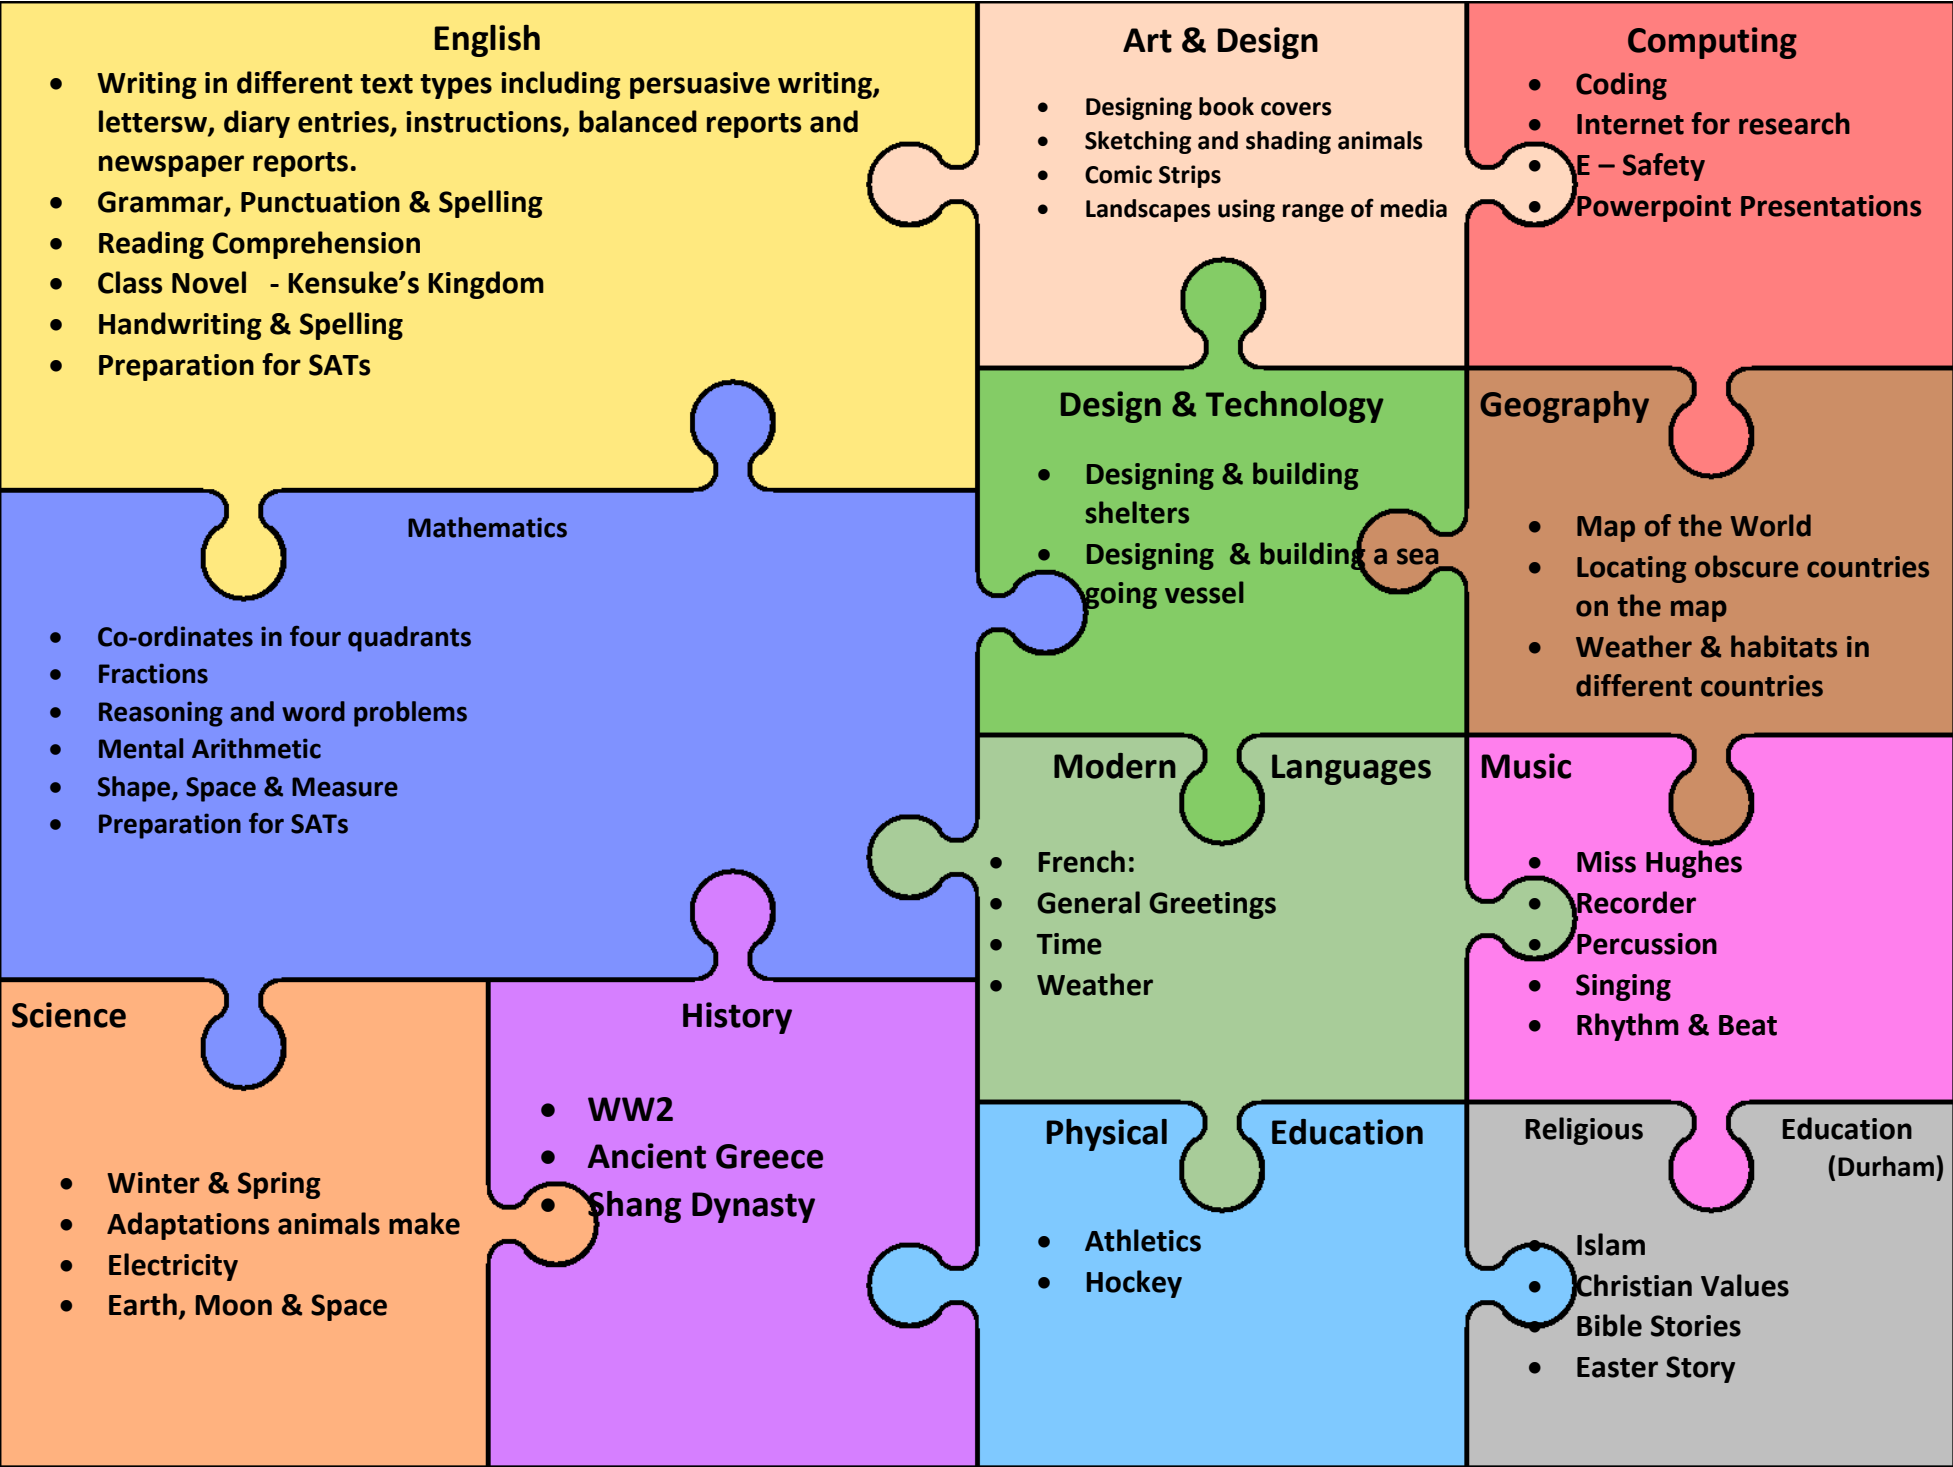 English
• Writing in different text types including persuasive writing,
lettersw, diary entries, instructions, balanced reports and
newspaper reports.
• Grammar, Punctuation & Spelling
• Reading Comprehension
• Class Novel - Kensuke’s Kingdom
• Handwriting & Spelling
• Preparation for SATs
Art & Design
• Designing book covers
• Sketching and shading animals
• Comic Strips
• Landscapes using range of media
Computing
• Coding
• Internet for research
• E – Safety
• Powerpoint Presentations
Mathematics
• Co-ordinates in four quadrants
• Fractions
• Reasoning and word problems
• Mental Arithmetic
• Shape, Space & Measure
• Preparation for SATs
Design & Technology
• Designing & building
shelters
• Designing & building a sea
going vessel
Geography
• Map of the World
• Locating obscure countries
on the map
• Weather & habitats in
different countries
Modern Languages
• French:
• General Greetings
• Time
• Weather
Music
• Miss Hughes
• Recorder
• Percussion
• Singing
• Rhythm & Beat
Science
• Winter & Spring
• Adaptations animals make
• Electricity
• Earth, Moon & Space
History
• WW2
• Ancient Greece
• Shang Dynasty
Physical Education
• Athletics
• Hockey
Religious Education
(Durham)
• Islam
• Christian Values
• Bible Stories
• Easter Story